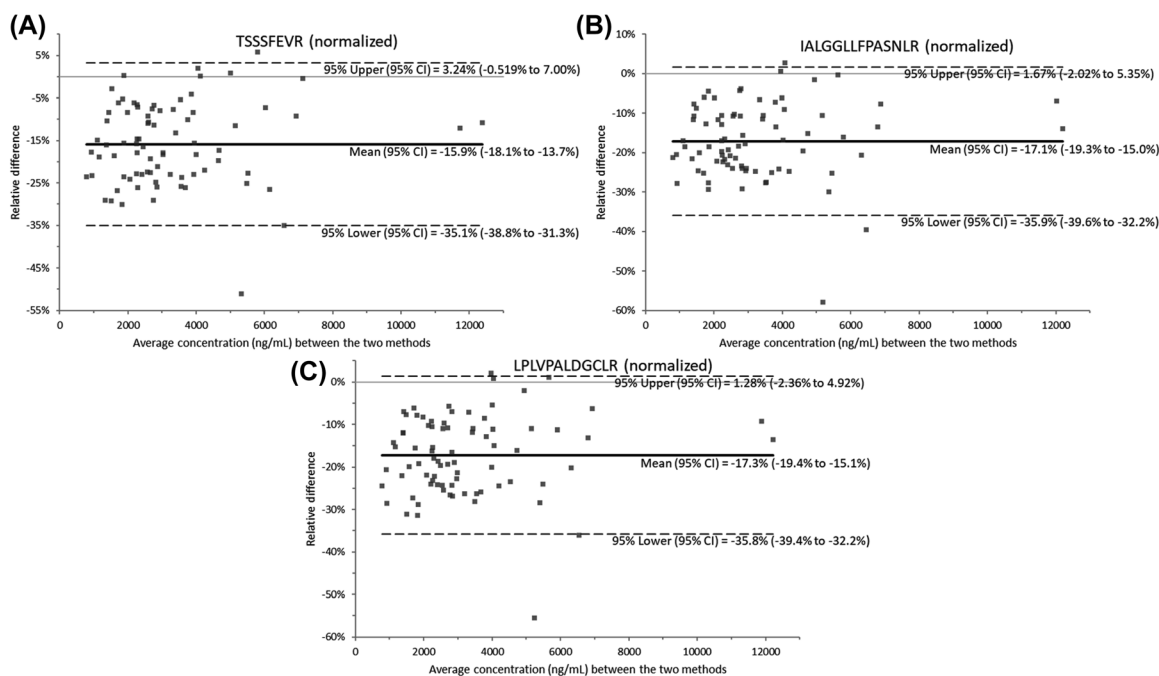 (A)
TSSSFEVR (normalized)
5%
-5%
-15%
-25%
-35%
-45%
-55%
Relative difference
95% Upper (95% CI) = 3.24% (-0.519% to 7.00%)
Mean (95% CI) = -15.9% (-18.1% to -13.7%)
95% Lower (95% CI) = -35.1% (-38.8% to -31.3%)
0 2000 4000 6000 8000 10000 12000
Average concentration (ng/mL) between the two methods
(B)
IALGGLLFPASNLR (normalized)
10%
0%
-10%
-20%
-30%
-40%
-50%
-60%
Relative difference
95% Upper (95% CI) = 1.67% (-2.02% to 5.35%)
Mean (95% CI) = -17.1% (-19.3% to -15.0%)
95% Lower (95% CI) = -35.9% (-39.6% to -32.2%)
0 2000 4000 6000 8000 10000 12000
Average concentration (ng/mL) between the two methods
(C)
LPLVPALDGCLR (normalized)
0%
-10%
-20%
-30%
-40%
-50%
-60%
Relative difference
95% Upper (95% CI) = 1.28% (-2.36% to 4.92%)
Mean (95% CI) = -17.3% (-19.4% to -15.1%)
95% Lower (95% CI) = -35.8% (-39.4% to -32.2%)
0 2000 4000 6000 8000 10000 12000
Average concentration (ng/mL) between the two methods